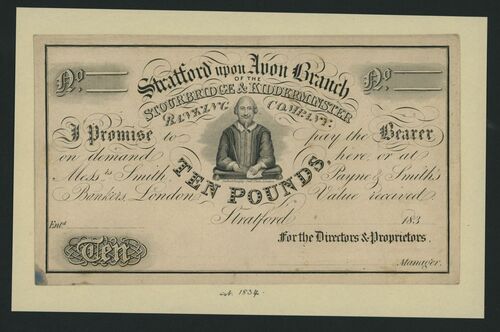 No
No
Stratford upon Avon Branch
OF THE
STOURBRIDGE & KIDDERMINSTER
BANKING COMPANY.
I Promise to pay the Bearer
on demand TEN POUNDS, here, or at
Mess.rs Smith, Payne & Smith's
Bankers, London, Value received
Stratford 183
Ent.d
For the Directors & Proprietors.
Ten
Manager.
1834.